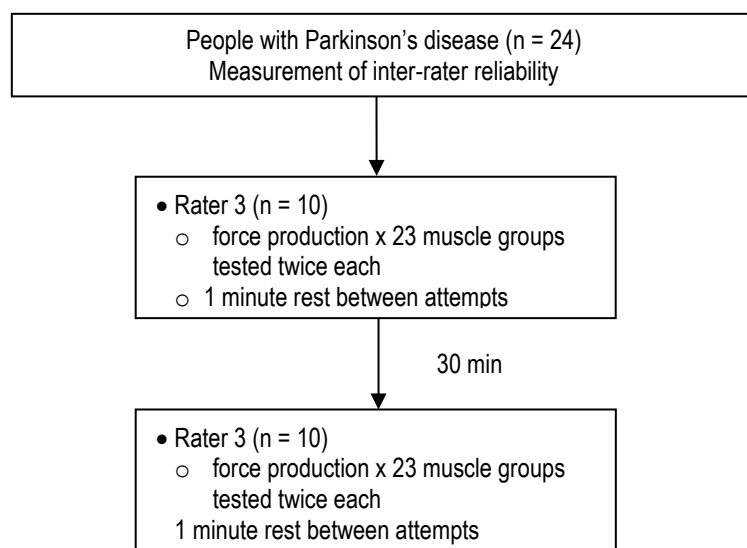 People with Parkinson’s disease (n = 24)
Measurement of inter-rater reliability
• Rater 3 (n = 10)
o force production x 23 muscle groups
tested twice each
o 1 minute rest between attempts
30 min
• Rater 3 (n = 10)
o force production x 23 muscle groups
tested twice each
1 minute rest between attempts